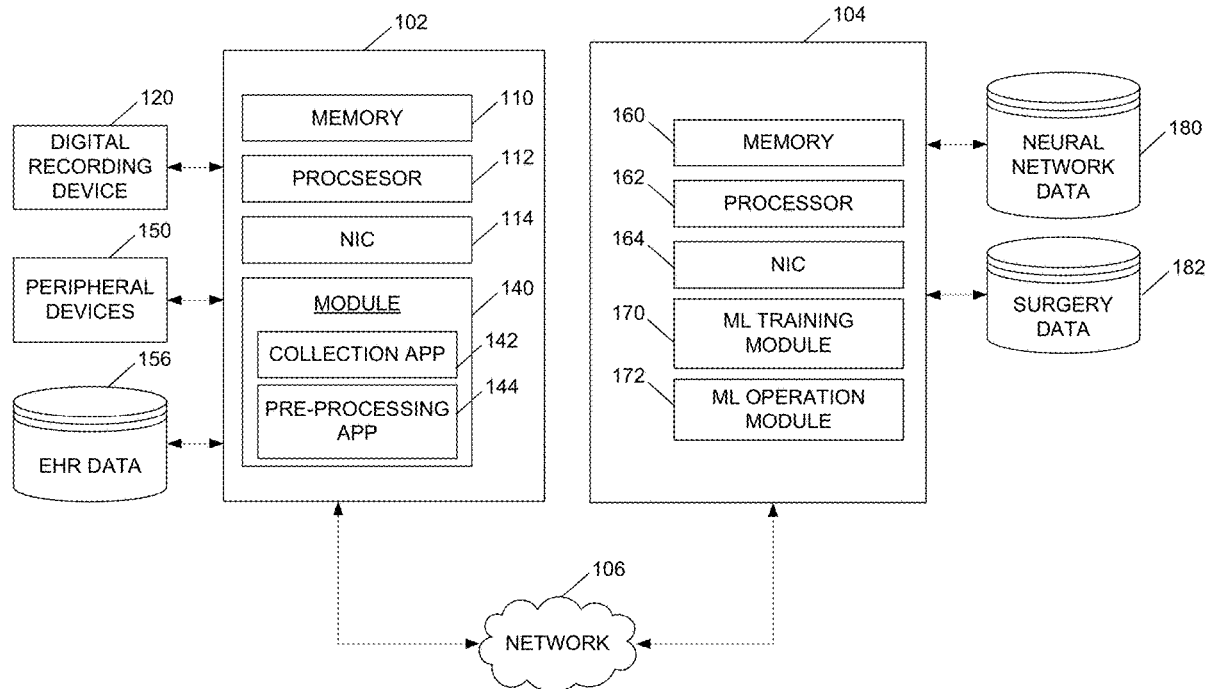 102
104
120
DIGITAL
RECORDING
DEVICE
150
PERIPHERAL
DEVICES
156
EHR DATA
MEMORY
110
PROCSESOR
112
NIC
114
MODULE
140
COLLECTION APP
142
PRE-PROCESSING
APP
144
160
MEMORY
162
PROCESSOR
164
NIC
170
ML TRAINING
MODULE
172
ML OPERATION
MODULE
NEURAL
NETWORK
DATA
180
SURGERY
DATA
182
106
NETWORK